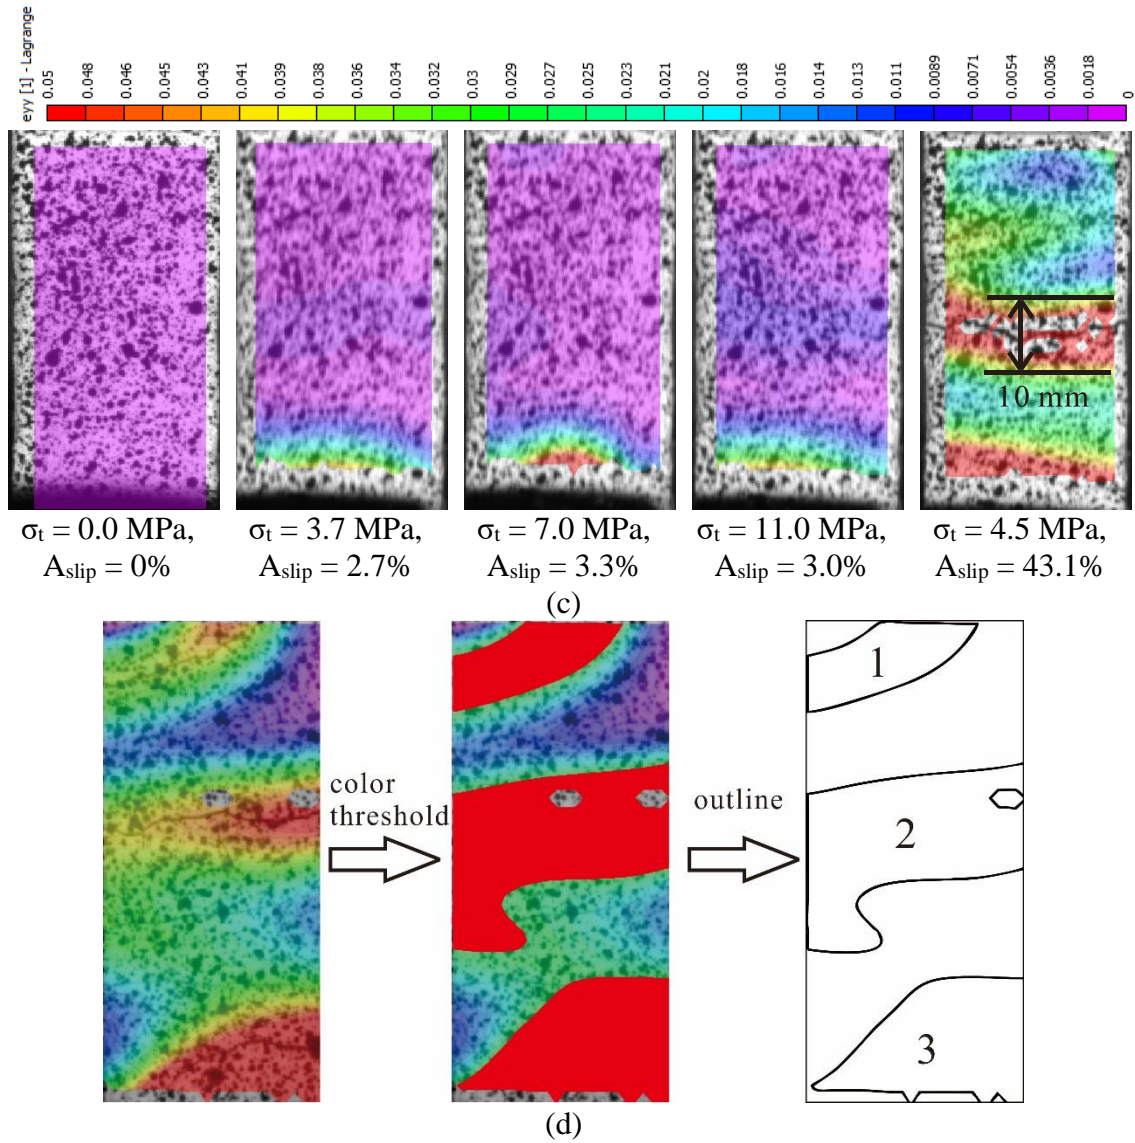 eyy [1] - Lagrange
0.05 0.048 0.046 0.045 0.043 0.041 0.039 0.038 0.036 0.034 0.032 0.03 0.029 0.027 0.025 0.023 0.021 0.02 0.018 0.016 0.014 0.013 0.011 0.0089 0.0071 0.0054 0.0036 0.0018 0
10 mm
σt = 0.0 MPa, σt = 3.7 MPa, σt = 7.0 MPa, σt = 11.0 MPa, σt = 4.5 MPa,
Aslip = 0% Aslip = 2.7% Aslip = 3.3% Aslip = 3.0% Aslip = 43.1%
(c)
color
threshold
outline
1
2
3
(d)